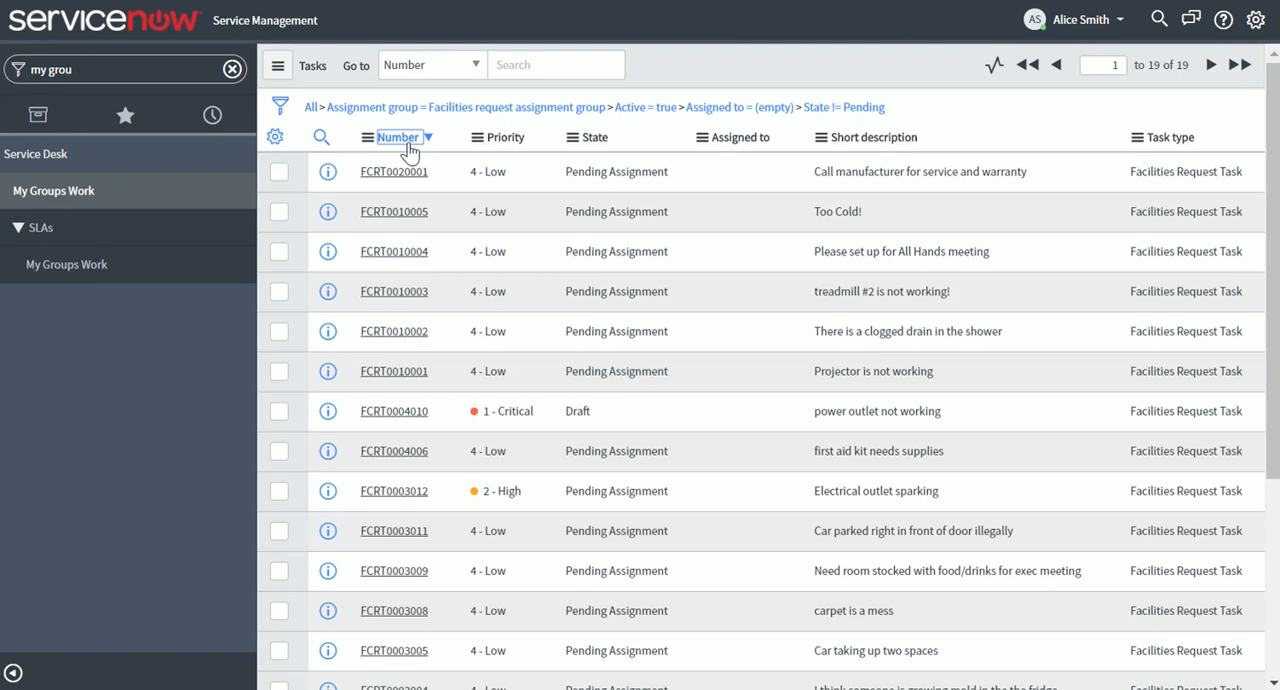 servicenow Service Management
AS Alice Smith
my grou
Service Desk
My Groups Work
SLAs
My Groups Work
Tasks Go to Number Search 1 to 19 of 19
All > Assignment group = Facilities request assignment group > Active = true > Assigned to = (empty) > State != Pending
Number Priority State Assigned to Short description Task type
FCRT0020001 4 - Low Pending Assignment Call manufacturer for service and warranty Facilities Request Task
FCRT0010005 4 - Low Pending Assignment Too Cold! Facilities Request Task
FCRT0010004 4 - Low Pending Assignment Please set up for All Hands meeting Facilities Request Task
FCRT0010003 4 - Low Pending Assignment treadmill #2 is not working! Facilities Request Task
FCRT0010002 4 - Low Pending Assignment There is a clogged drain in the shower Facilities Request Task
FCRT0010001 4 - Low Pending Assignment Projector is not working Facilities Request Task
FCRT0004010 1 - Critical Draft power outlet not working Facilities Request Task
FCRT0004006 4 - Low Pending Assignment first aid kit needs supplies Facilities Request Task
FCRT0003012 2 - High Pending Assignment Electrical outlet sparking Facilities Request Task
FCRT0003011 4 - Low Pending Assignment Car parked right in front of door illegally Facilities Request Task
FCRT0003009 4 - Low Pending Assignment Need room stocked with food/drinks for exec meeting Facilities Request Task
FCRT0003008 4 - Low Pending Assignment carpet is a mess Facilities Request Task
FCRT0003005 4 - Low Pending Assignment Car taking up two spaces Facilities Request Task